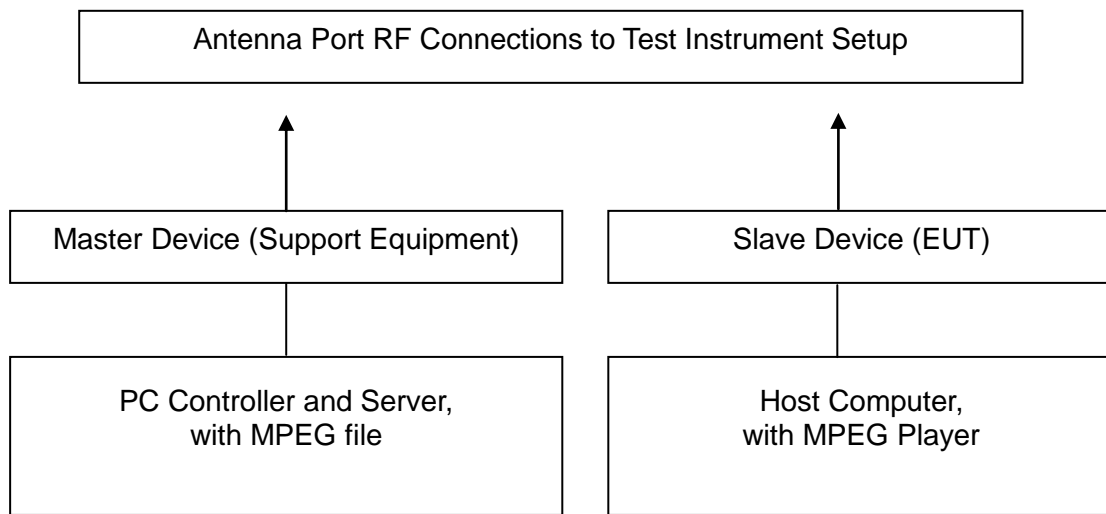 Antenna Port RF Connections to Test Instrument Setup
Master Device (Support Equipment)
Slave Device (EUT)
PC Controller and Server,
with MPEG file
Host Computer,
with MPEG Player